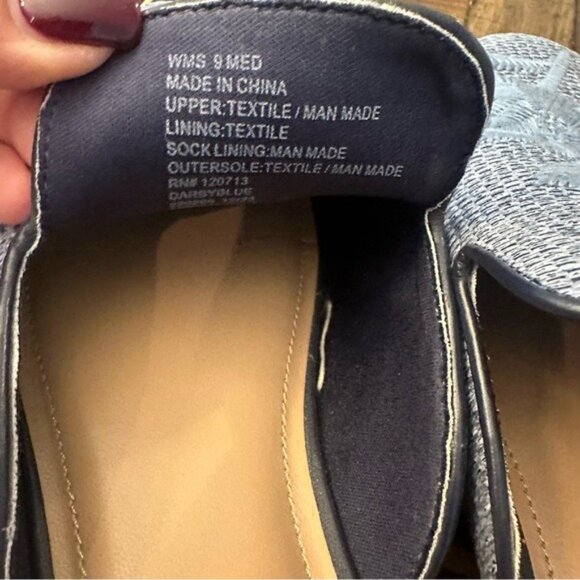 WMS 9 MED
MADE IN CHINA
UPPER:TEXTILE / MAN MADE
LINING:TEXTILE
SOCK LINING:MAN MADE
OUTERSOLE:TEXTILE / MAN MADE
RN# 120713
DARBYBLUE